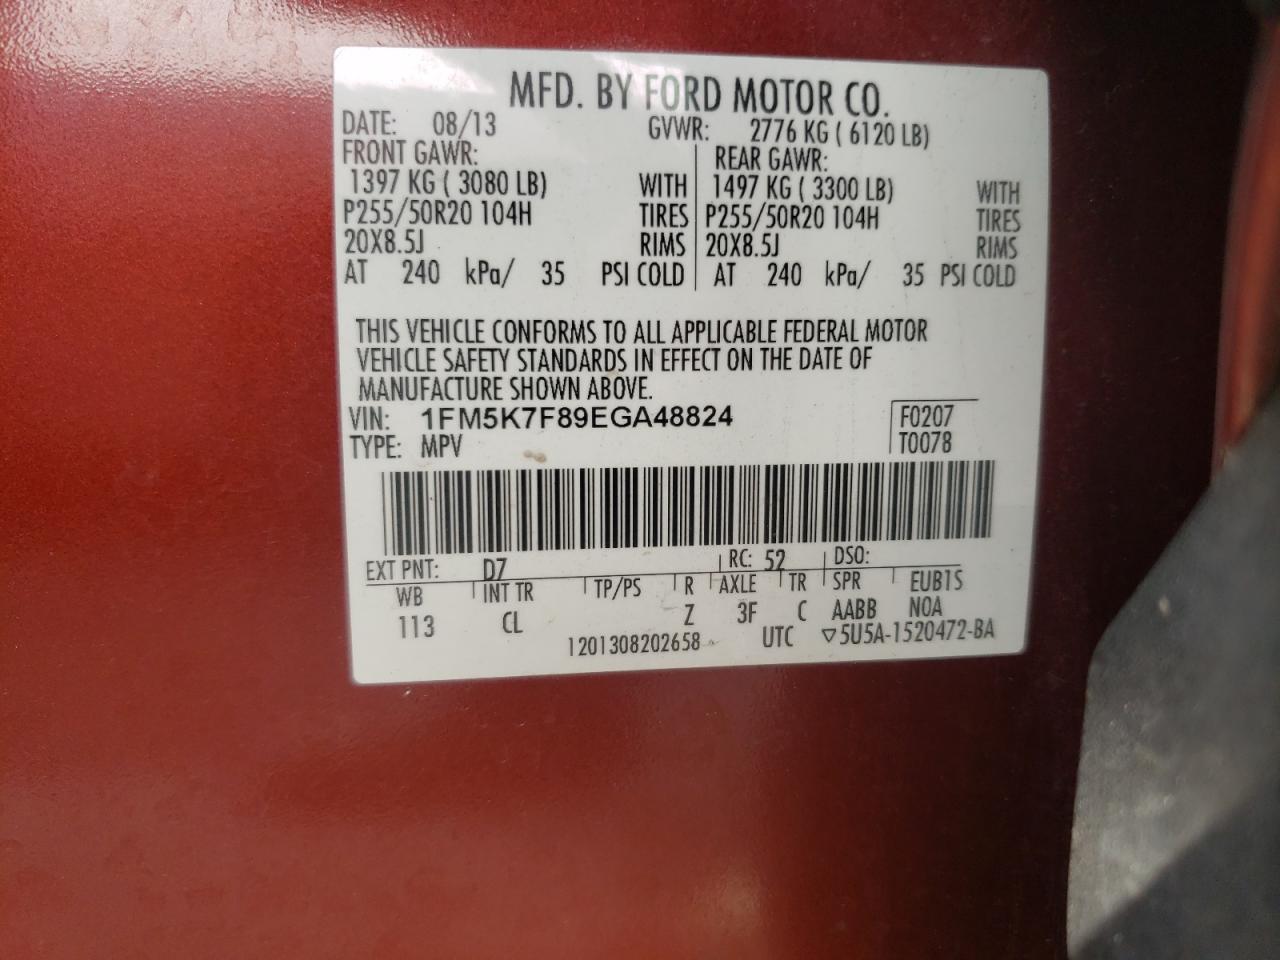 MFD. BY FORD MOTOR CO.
DATE: 08/13 GVWR: 2776 KG ( 6120 LB)
FRONT GAWR: REAR GAWR:
1397 KG ( 3080 LB) WITH 1497 KG ( 3300 LB) WITH
P255/50R20 104H TIRES P255/50R20 104H TIRES
20X8.5J RIMS 20X8.5J RIMS
AT 240 kPa/ 35 PSI COLD AT 240 kPa/ 35 PSI COLD
THIS VEHICLE CONFORMS TO ALL APPLICABLE FEDERAL MOTOR
VEHICLE SAFETY STANDARDS IN EFFECT ON THE DATE OF
MANUFACTURE SHOWN ABOVE.
VIN: 1FM5K7F89EGA48824 F0207
TYPE: MPV T0078
EXT PNT: D7 RC: 52 DSO:
WB INT TR TP/PS R AXLE TR SPR EUB1S
113 CL Z 3F C AABB N0A
1201308202658 UTC ▽5U5A-1520472-BA